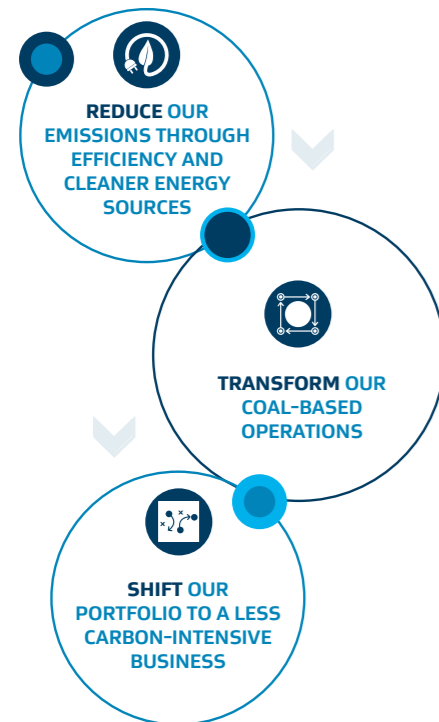 REDUCE OUR
EMISSIONS THROUGH
EFFICIENCY AND
CLEANER ENERGY
SOURCES
TRANSFORM OUR
COAL-BASED
OPERATIONS
SHIFT OUR
PORTFOLIO TO A LESS
CARBON-INTENSIVE
BUSINESS